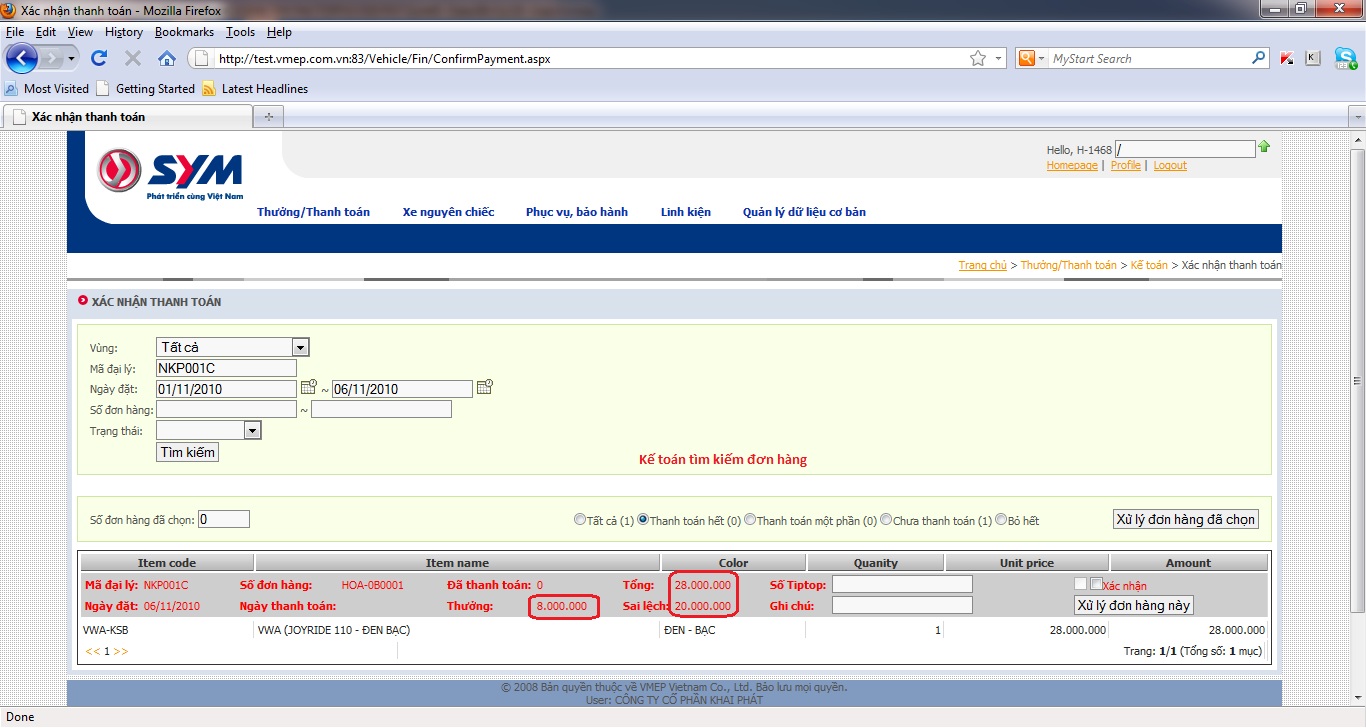 Xác nhận thanh toán - Mozilla Firefox
File Edit View History Bookmarks Tools Help
http://test.vmep.com.vn:83/Vehicle/Fin/ConfirmPayment.aspx
MyStart Search
Most Visited Getting Started Latest Headlines
Xác nhận thanh toán
SYM
Phát triển cùng Việt Nam
Hello, H-1468 /
Homepage | Profile | Logout
Thưởng/Thanh toán Xe nguyên chiếc Phục vụ, bảo hành Linh kiện Quản lý dữ liệu cơ bản
Trang chủ > Thưởng/Thanh toán > Kế toán > Xác nhận thanh toán
XÁC NHẬN THANH TOÁN
Vùng: Tất cả
Mã đại lý: NKP001C
Ngày đặt: 01/11/2010 ~ 06/11/2010
Số đơn hàng: ~
Trạng thái:
Tìm kiếm
Kế toán tìm kiếm đơn hàng
Số đơn hàng đã chọn: 0 Tất cả (1) Thanh toán hết (0) Thanh toán một phần (0) Chưa thanh toán (1) Bỏ hết Xử lý đơn hàng đã chọn
Item code Item name Color Quanity Unit price Amount
Mã đại lý: NKP001C Số đơn hàng: HOA-0B0001 Đã thanh toán: 0 Tổng: 28.000.000 Số Tiptop: Xác nhận
Ngày đặt: 06/11/2010 Ngày thanh toán: Thưởng: 8.000.000 Sai lệch: 20.000.000 Ghi chú: Xử lý đơn hàng này
VWA-KSB VWA (JOYRIDE 110 - ĐEN BẠC) ĐEN - BẠC 1 28.000.000 28.000.000
<< 1 >> Trang: 1/1 (Tổng số: 1 mục)
© 2008 Bản quyền thuộc về VMEP Vietnam Co., Ltd. Bảo lưu mọi quyền.
User: CÔNG TY CỔ PHẦN KHAI PHÁT
Done